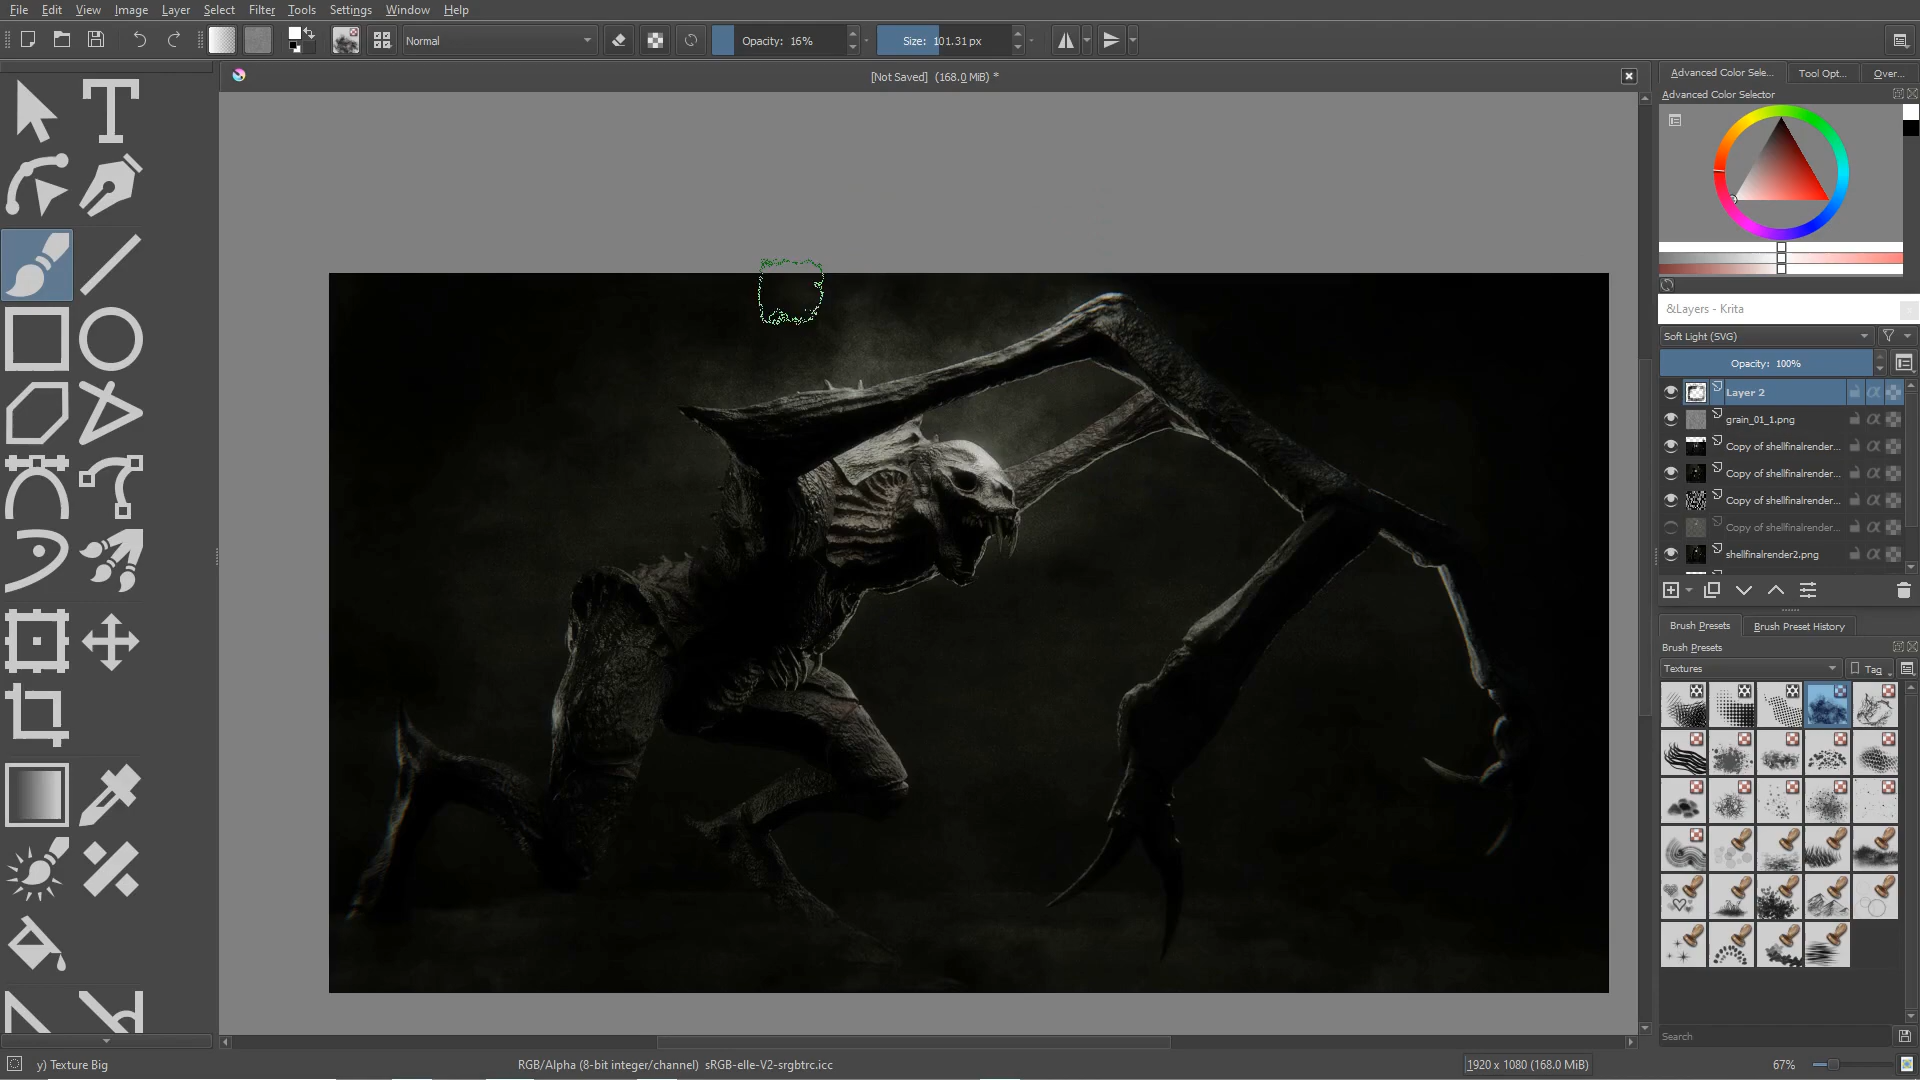 File Edit View Image Layer Select Filter Tools Settings Window Help
Normal
Opacity: 16%
Size: 101.31 px
[Not Saved] (168.0 MiB) *
Advanced Color Sele...
Tool Opt...
Over...
Advanced Color Selector
&Layers - Krita
Soft Light (SVG)
Opacity: 100%
Layer 2
grain_01_1.png
Copy of shellfinalrender...
Copy of shellfinalrender...
Copy of shellfinalrender...
Copy of shellfinalrender...
shellfinalrender2.png
Brush Presets
Brush Preset History
Brush Presets
Textures
Tag
Search
y) Texture Big
RGB/Alpha (8-bit integer/channel) sRGB-elle-V2-srgbtrc.icc
1920 x 1080 (168.0 MiB)
67%